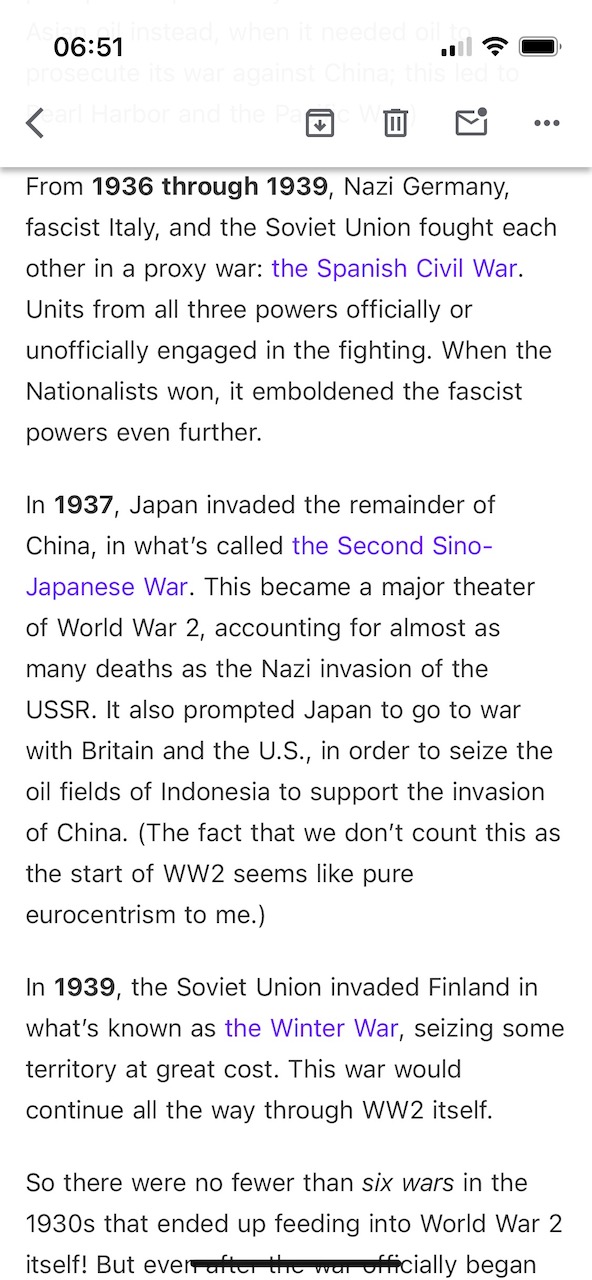 Asian oil instead, when it needed oil to
06:51
prosecute its war against China; this led to
Pearl Harbor and the Pacific War.)
From 1936 through 1939, Nazi Germany,
fascist Italy, and the Soviet Union fought each
other in a proxy war: the Spanish Civil War.
Units from all three powers officially or
unofficially engaged in the fighting. When the
Nationalists won, it emboldened the fascist
powers even further.
In 1937, Japan invaded the remainder of
China, in what’s called the Second Sino-
Japanese War. This became a major theater
of World War 2, accounting for almost as
many deaths as the Nazi invasion of the
USSR. It also prompted Japan to go to war
with Britain and the U.S., in order to seize the
oil fields of Indonesia to support the invasion
of China. (The fact that we don’t count this as
the start of WW2 seems like pure
eurocentrism to me.)
In 1939, the Soviet Union invaded Finland in
what’s known as the Winter War, seizing some
territory at great cost. This war would
continue all the way through WW2 itself.
So there were no fewer than six wars in the
1930s that ended up feeding into World War 2
itself! But even after the war officially began